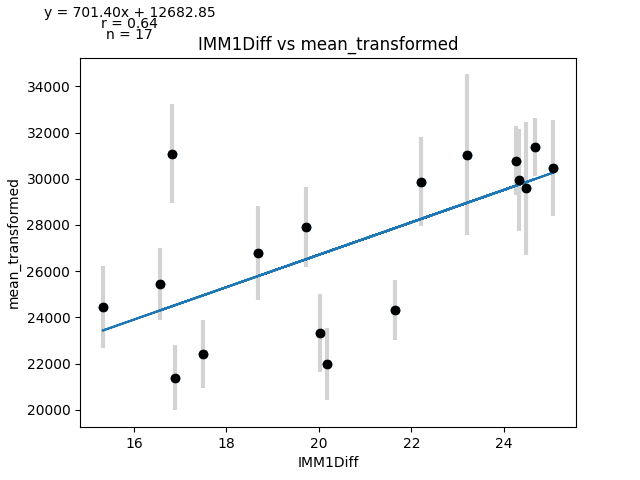 y = 701.40x + 12682.85
r = 0.64
n = 17
IMM1Diff vs mean_transformed
mean_transformed
34000
32000
30000
28000
26000
24000
22000
20000
16 18 20 22 24
IMM1Diff